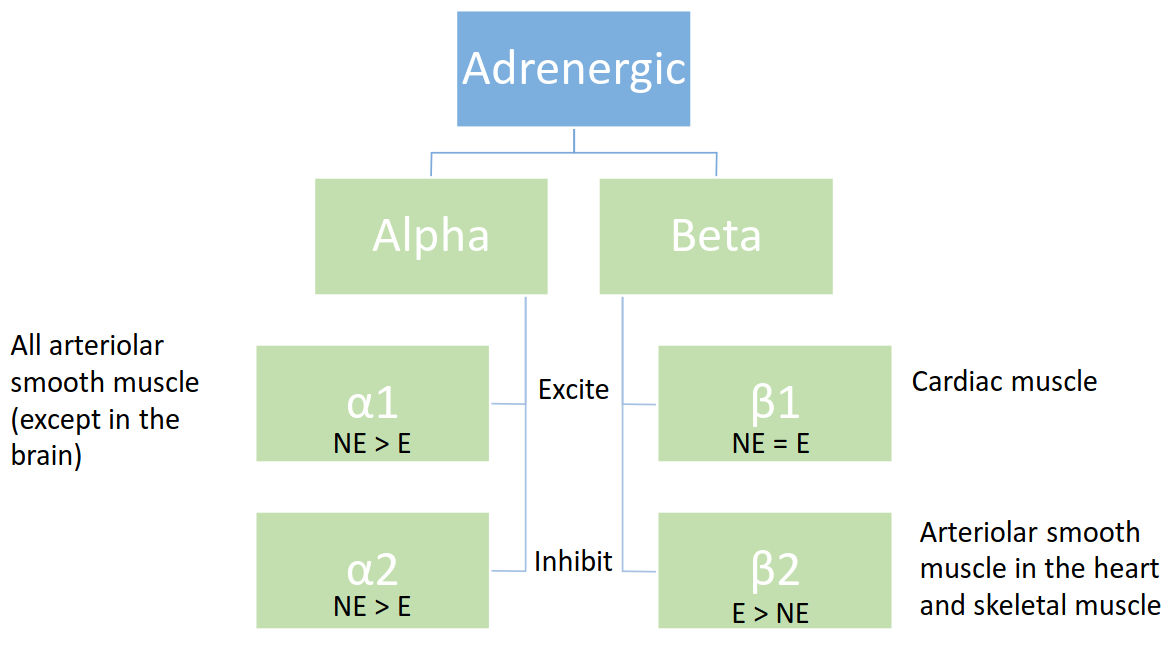 Adrenergic
Alpha
Beta
All arteriolar
smooth muscle
(except in the
brain)
α1
NE > E
Excite
β1
NE = E
Cardiac muscle
α2
NE > E
Inhibit
β2
E > NE
Arteriolar smooth
muscle in the heart
and skeletal muscle